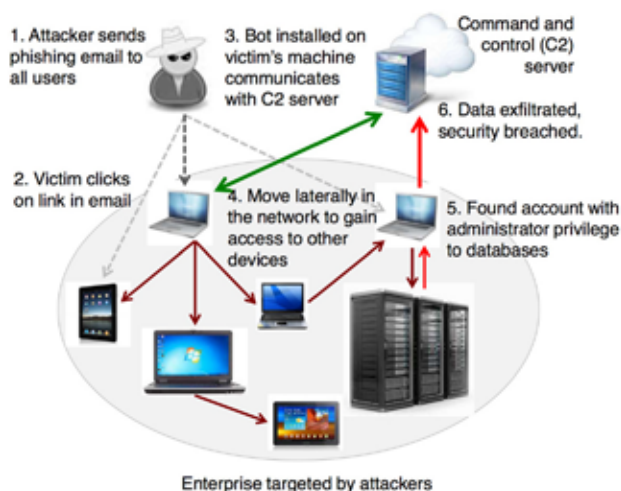 1. Attacker sends
phishing email to
all users
3. Bot installed on
victim's machine
communicates
with C2 server
Command and
control (C2)
server
6. Data exfiltrated,
security breached.
2. Victim clicks
on link in email
4. Move laterally in
the network to gain
access to other
devices
5. Found account with
administrator privilege
to databases
Enterprise targeted by attackers